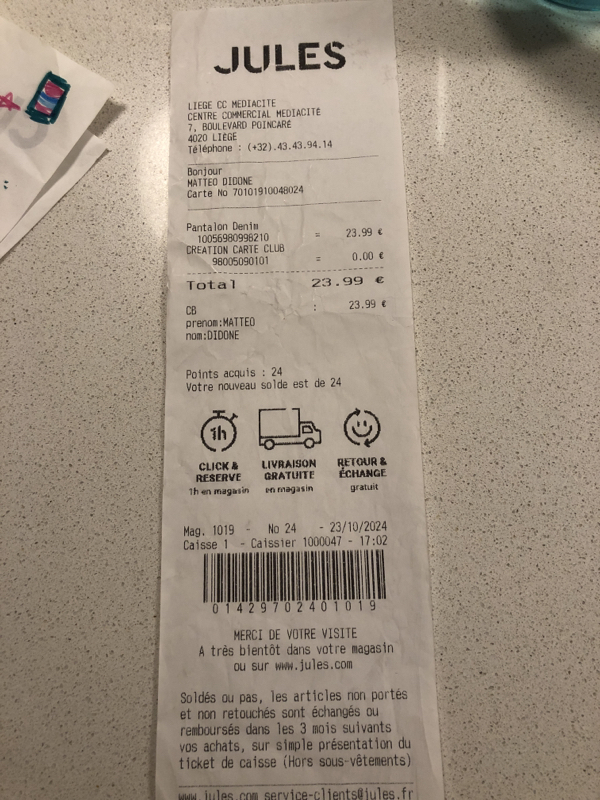 JULES
LIEGE CC MEDIACITE
CENTRE COMMERCIAL MEDIACITÉ
7, BOULEVARD POINCARÉ
4020 LIÈGE
Téléphone : (+32).43.43.94.14
Bonjour
MATTEO DIDONE
Carte No 70101910048024
Pantalon Denim
10056980998210 = 23.99 €
CREATION CARTE CLUB
98005090101 = 0.00 €
Total 23.99 €
CB : 23.99 €
prenom:MATTEO
nom:DIDONE
Points acquis : 24
Votre nouveau solde est de 24
1h
CLICK & RÉSERVE
1h en magasin
LIVRAISON GRATUITE
en magasin
RETOUR & ÉCHANGE
gratuit
Mag. 1019 - No 24 - 23/10/2024
Caisse 1 - Caissier 1000047 - 17:02
01429702401019
MERCI DE VOTRE VISITE
A très bientôt dans votre magasin
ou sur www.jules.com
Soldés ou pas, les articles non portés
et non retouchés sont échangés ou
remboursés dans les 3 mois suivants
vos achats, sur simple présentation du
ticket de caisse (Hors sous-vêtements)
www.jules.com service-clients@jules.fr